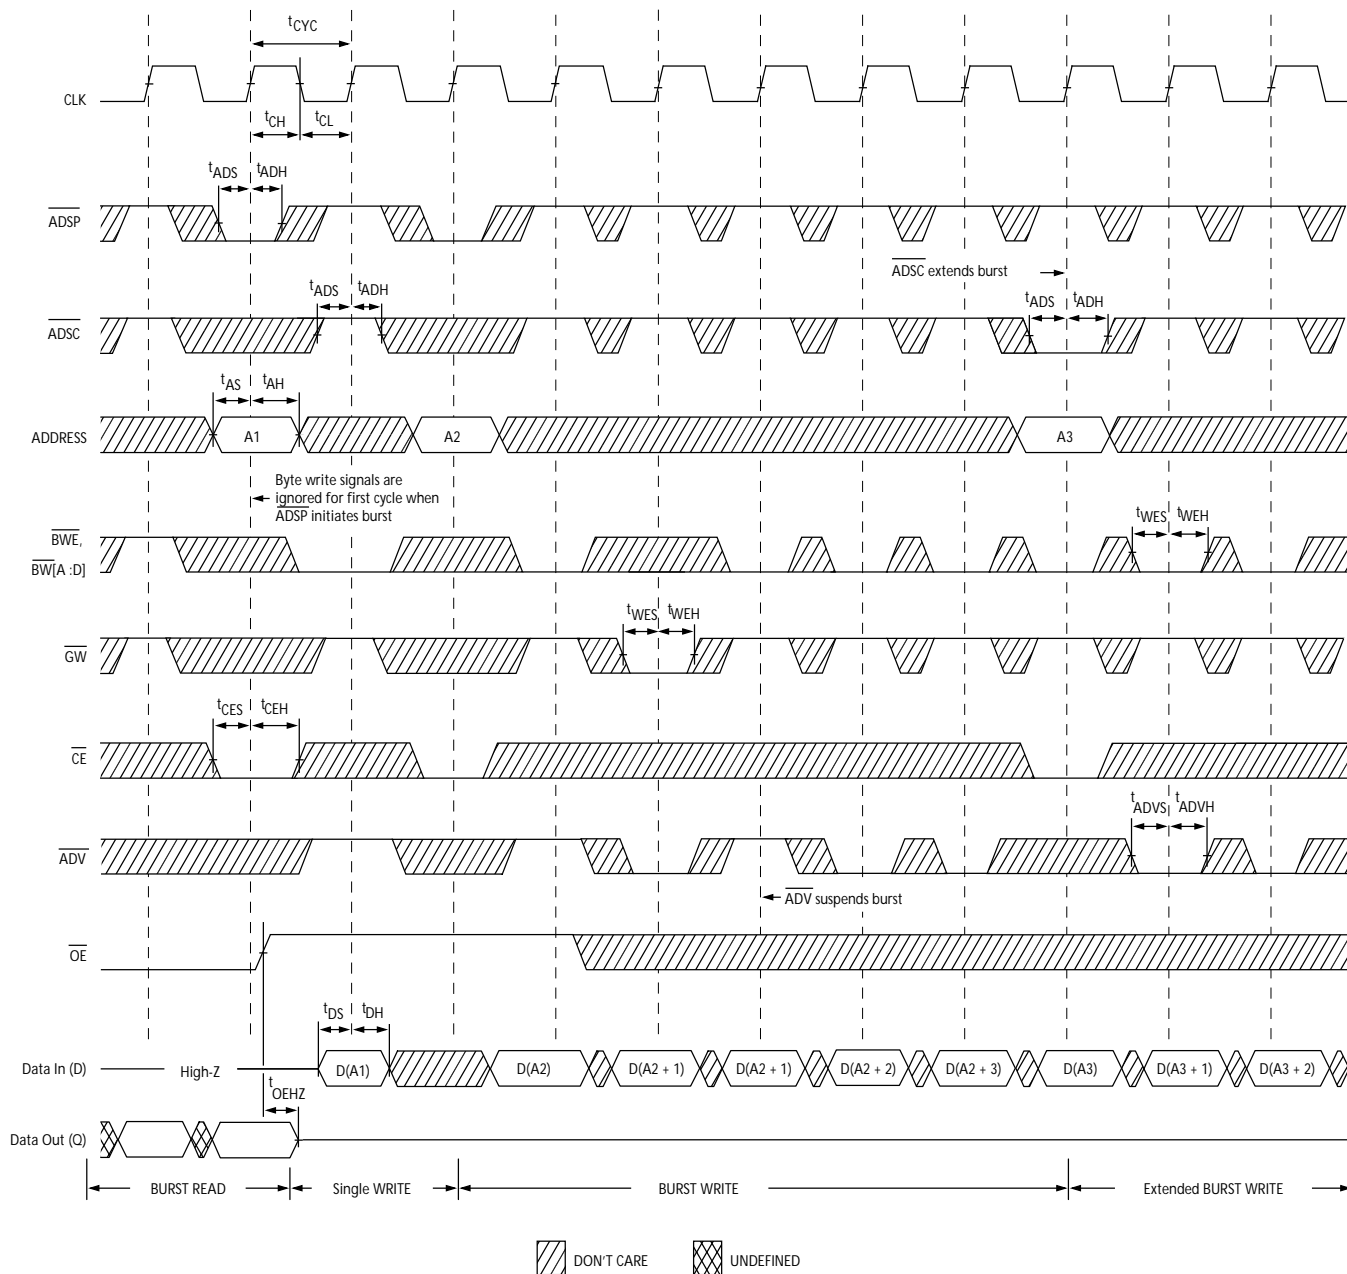 tCYC
CLK
tCH
tCL
tADS
tADH
ADSP
ADSC extends burst
tADS
tADH
tADS
tADH
ADSC
tAS
tAH
ADDRESS
A1
A2
A3
Byte write signals are
ignored for first cycle when
ADSP initiates burst
tWES
tWEH
BWE,
BW[A :D]
tWES
tWEH
GW
tCES
tCEH
CE
tADVS
tADVH
ADV
ADV suspends burst
OE
tDS
tDH
Data In (D)
High-Z
D(A1)
D(A2)
D(A2 + 1)
D(A2 + 1)
D(A2 + 2)
D(A2 + 3)
D(A3)
D(A3 + 1)
D(A3 + 2)
tOEHZ
Data Out (Q)
BURST READ
Single WRITE
BURST WRITE
Extended BURST WRITE
DON'T CARE
UNDEFINED